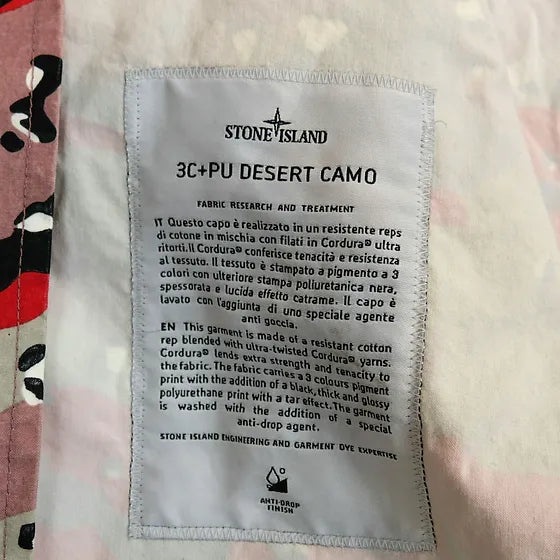 STONE ISLAND
3C+PU DESERT CAMO
FABRIC RESEARCH AND TREATMENT
IT Questo capo è realizzato in un resistente reps
di cotone in mischia con filati in Cordura® ultra
ritorti.Il Cordura® conferisce tenacità e resistenza
al tessuto. Il tessuto è stampato a pigmento a 3
colori con ulteriore stampa poliuretanica nera,
spessorata e lucida effetto catrame. Il capo è
lavato con l'aggiunta di uno speciale agente
anti goccia.
EN This garment is made of a resistant cotton
rep blended with ultra-twisted Cordura® yarns.
Cordura® lends extra strength and tenacity to
the fabric. The fabric carries a 3 colours pigment
print with the addition of a black, thick and glossy
polyurethane print with a tar effect.The garment
is washed with the addition of a special
anti-drop agent.
STONE ISLAND ENGINEERING AND GARMENT DYE EXPERTISE
ANTI-DROP
FINISH